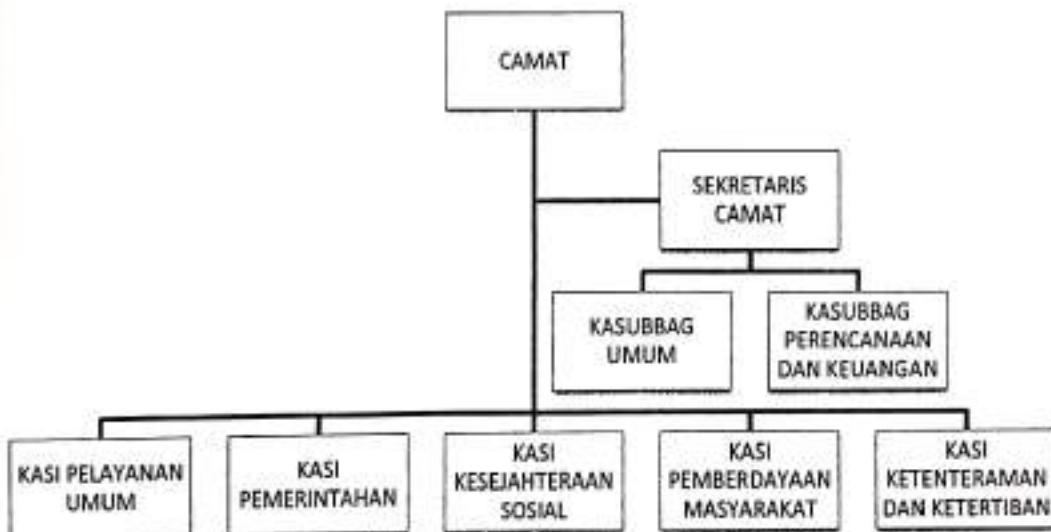 CAMAT
SEKRETARIS
CAMAT
KASUBBAG
UMUM
KASUBBAG
PERENCANAAN
DAN KEUANGAN
KASI PELAYANAN
UMUM
KASI
PEMERINTAHAN
KASI
KESEJAHTERAAN
SOSIAL
KASI
PEMBERDAYAAN
MASYARAKAT
KASI
KETENTERAMAN
DAN KETERTIBAN